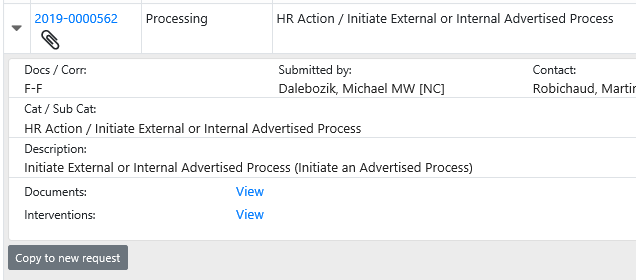 2019-0000562 Processing HR Action / Initiate External or Internal Advertised Process
Docs / Corr: Submitted by: Contact:
F-F Dalebozik, Michael MW [NC] Robichaud, Martin
Cat / Sub Cat:
HR Action / Initiate External or Internal Advertised Process
Description:
Initiate External or Internal Advertised Process (Initiate an Advertised Process)
Documents: View
Interventions: View
Copy to new request